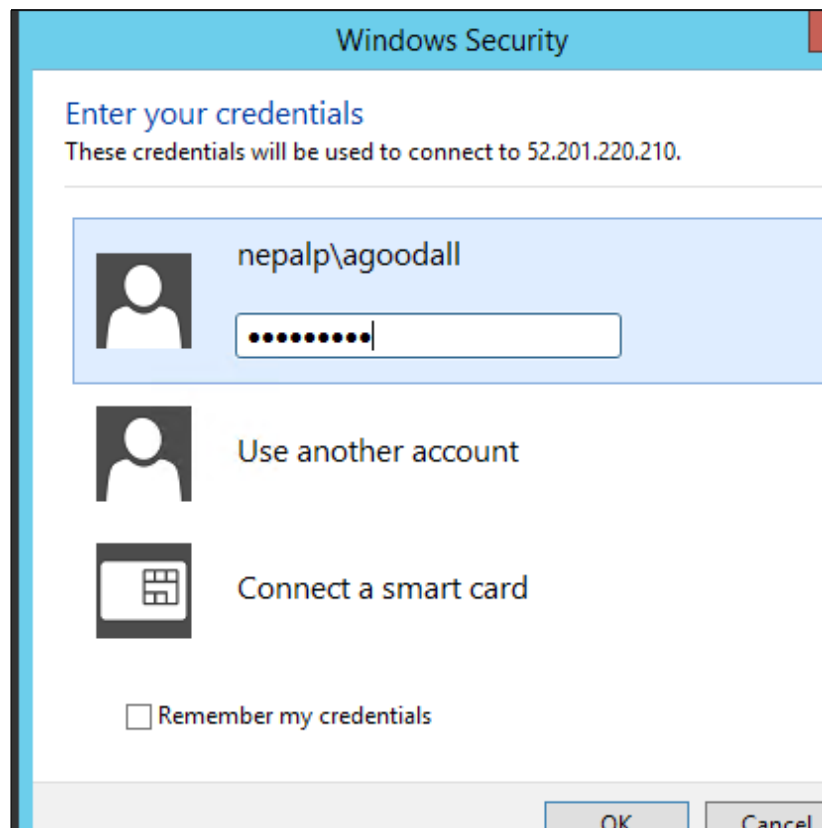 Windows Security
Enter your credentials
These credentials will be used to connect to 52.201.220.210.
nepalp\agoodall
●●●●●●●●●
Use another account
Connect a smart card
Remember my credentials
OK Cancel